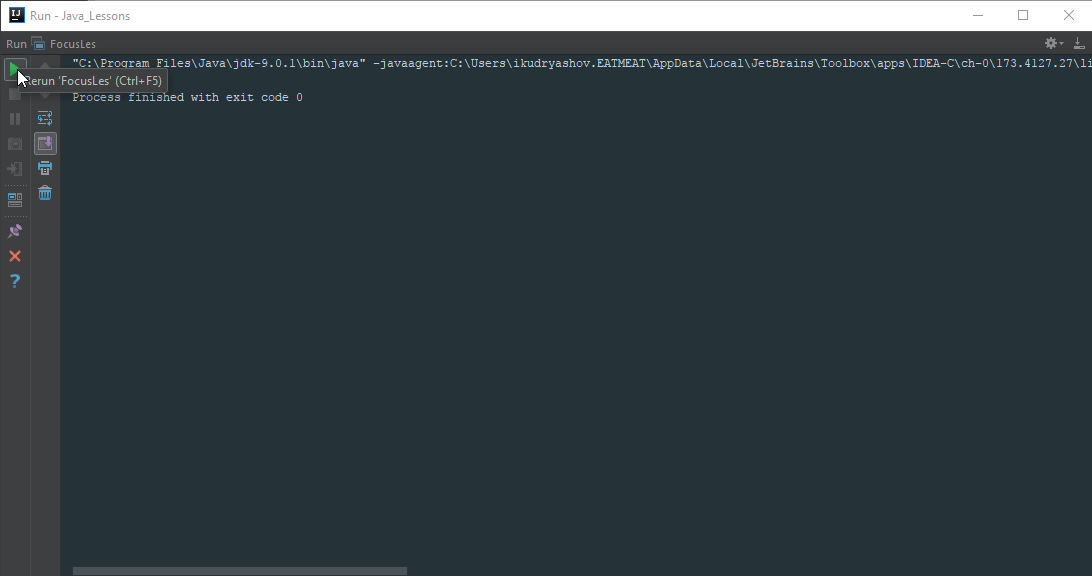 Run - Java_Lessons
Run FocusLes
"C:\Program Files\Java\jdk-9.0.1\bin\java" -javaagent:C:\Users\ikudryashov.EATMEAT\AppData\Local\JetBrains\Toolbox\apps\IDEA-C\ch-0\173.4127.27\li
Rerun 'FocusLes' (Ctrl+F5)
Process finished with exit code 0